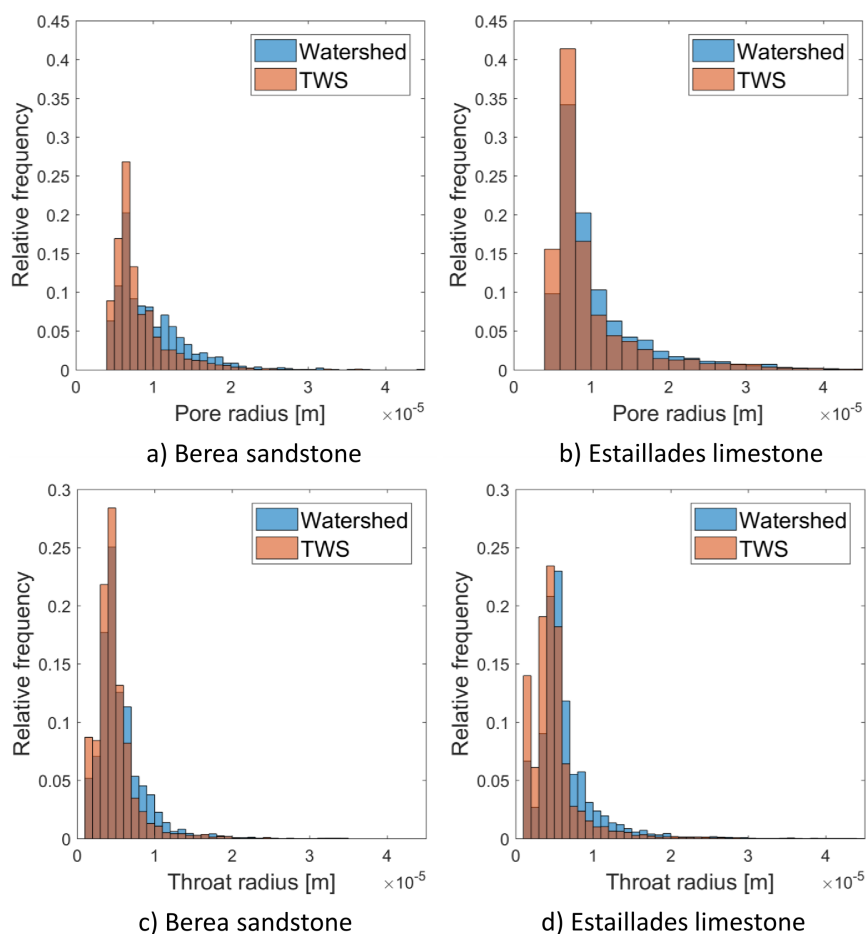 0.45
0.4
0.35
0.3
0.25
0.2
0.15
0.1
0.05
0
Relative frequency
Watershed
TWS
0 1 2 3 4
Pore radius [m] ×10-5
a) Berea sandstone
0.45
0.4
0.35
0.3
0.25
0.2
0.15
0.1
0.05
0
Relative frequency
Watershed
TWS
0 1 2 3 4
Pore radius [m] ×10-5
b) Estaillades limestone
0.3
0.25
0.2
0.15
0.1
0.05
0
Relative frequency
Watershed
TWS
0 1 2 3 4
Throat radius [m] ×10-5
c) Berea sandstone
0.3
0.25
0.2
0.15
0.1
0.05
0
Relative frequency
Watershed
TWS
0 1 2 3 4
Throat radius [m] ×10-5
d) Estaillades limestone